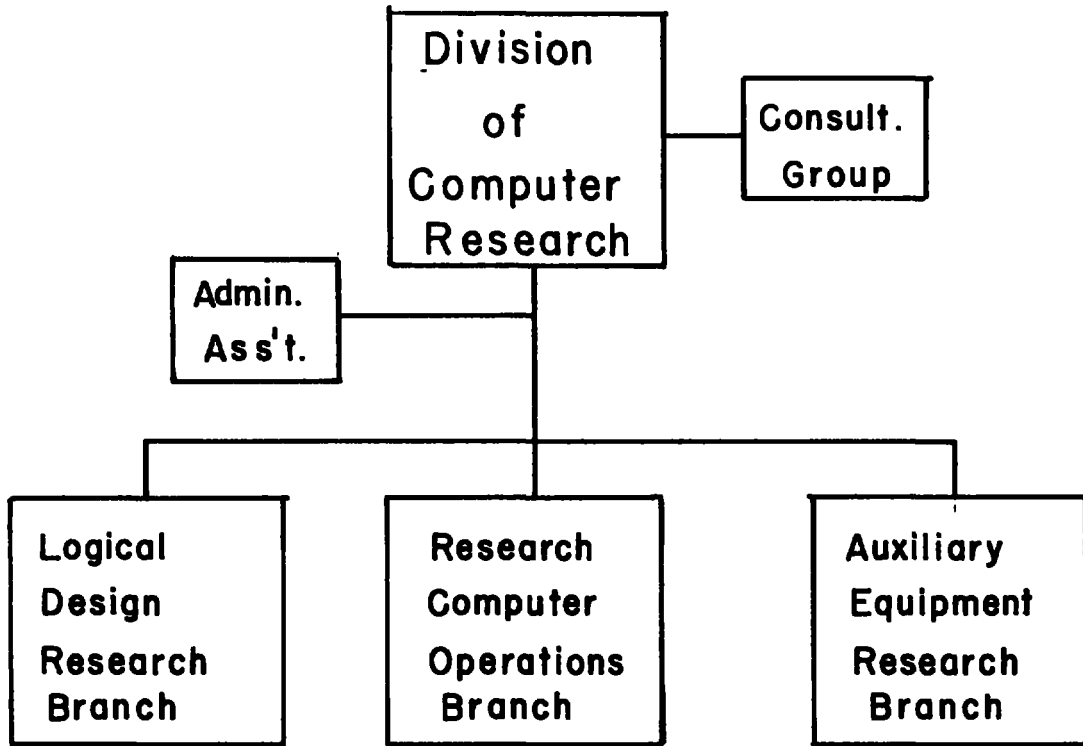 Division
of
Computer
Research
Consult.
Group
Admin.
Ass't.
Logical
Design
Research
Branch
Research
Computer
Operations
Branch
Auxiliary
Equipment
Research
Branch